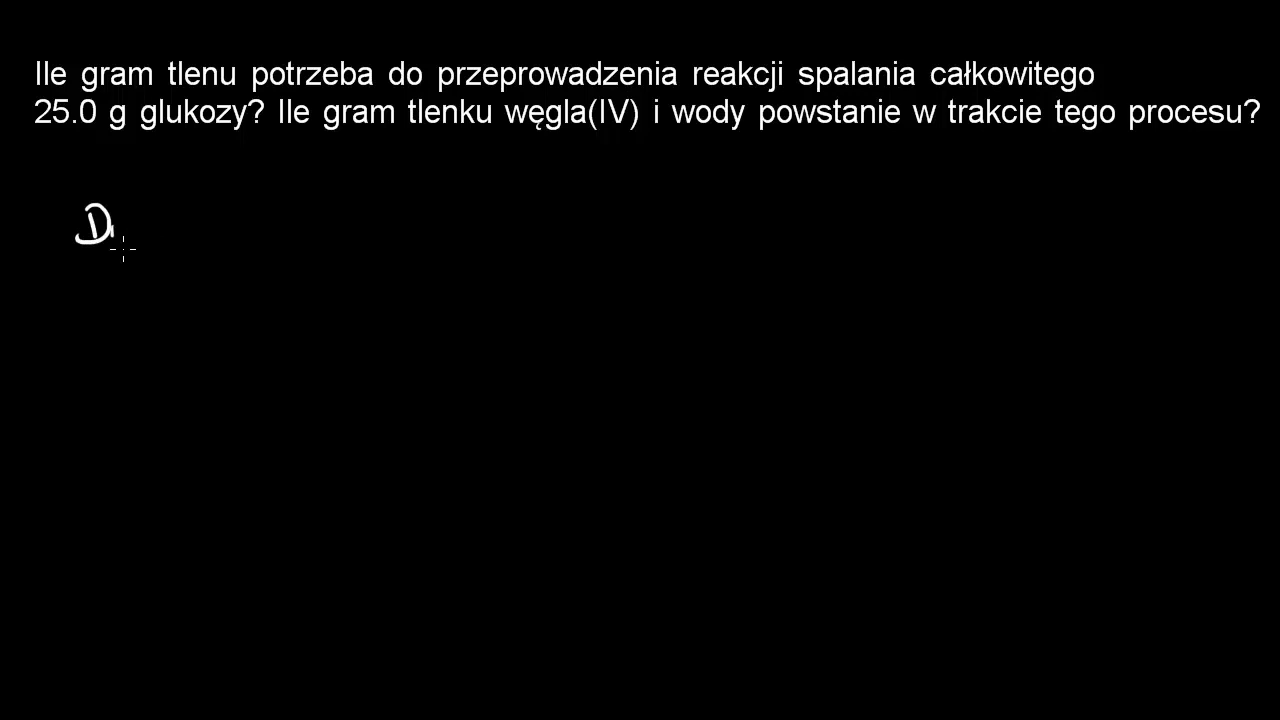 Ile gram tlenu potrzeba do przeprowadzenia reakcji spalania całkowitego
25.0 g glukozy? Ile gram tlenku węgla(IV) i wody powstanie w trakcie tego procesu?
D